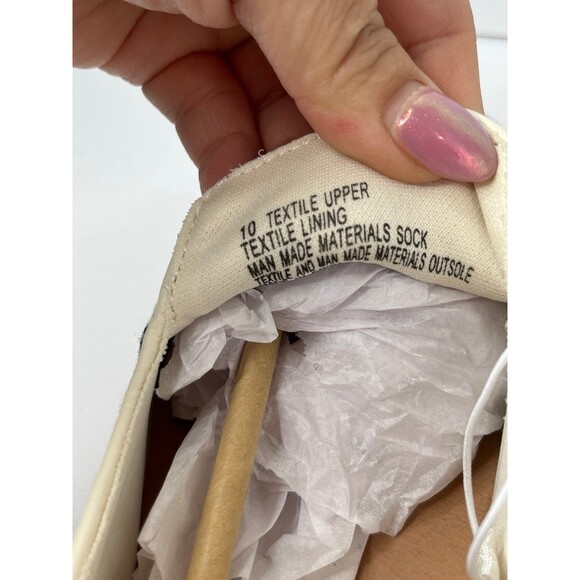 10 TEXTILE UPPER
TEXTILE LINING
MAN MADE MATERIALS SOCK
TEXTILE AND MAN MADE MATERIALS OUTSOLE